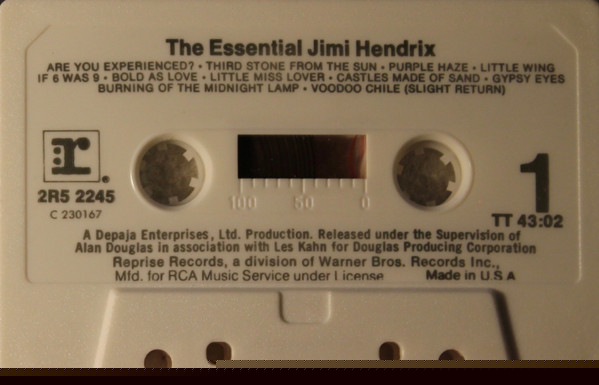 The Essential Jimi Hendrix
ARE YOU EXPERIENCED? • THIRD STONE FROM THE SUN • PURPLE HAZE • LITTLE WING
IF 6 WAS 9 • BOLD AS LOVE • LITTLE MISS LOVER • CASTLES MADE OF SAND • GYPSY EYES
BURNING OF THE MIDNIGHT LAMP • VOODOO CHILE (SLIGHT RETURN)
r®
2R5 2245
C 230167
100 50 0
1
TT 43:02
A Depaja Enterprises, Ltd. Production. Released under the Supervision of
Alan Douglas in association with Les Kahn for Douglas Producing Corporation
Reprise Records, a division of Warner Bros. Records Inc.,
Mfd. for RCA Music Service under License Made in U.S.A